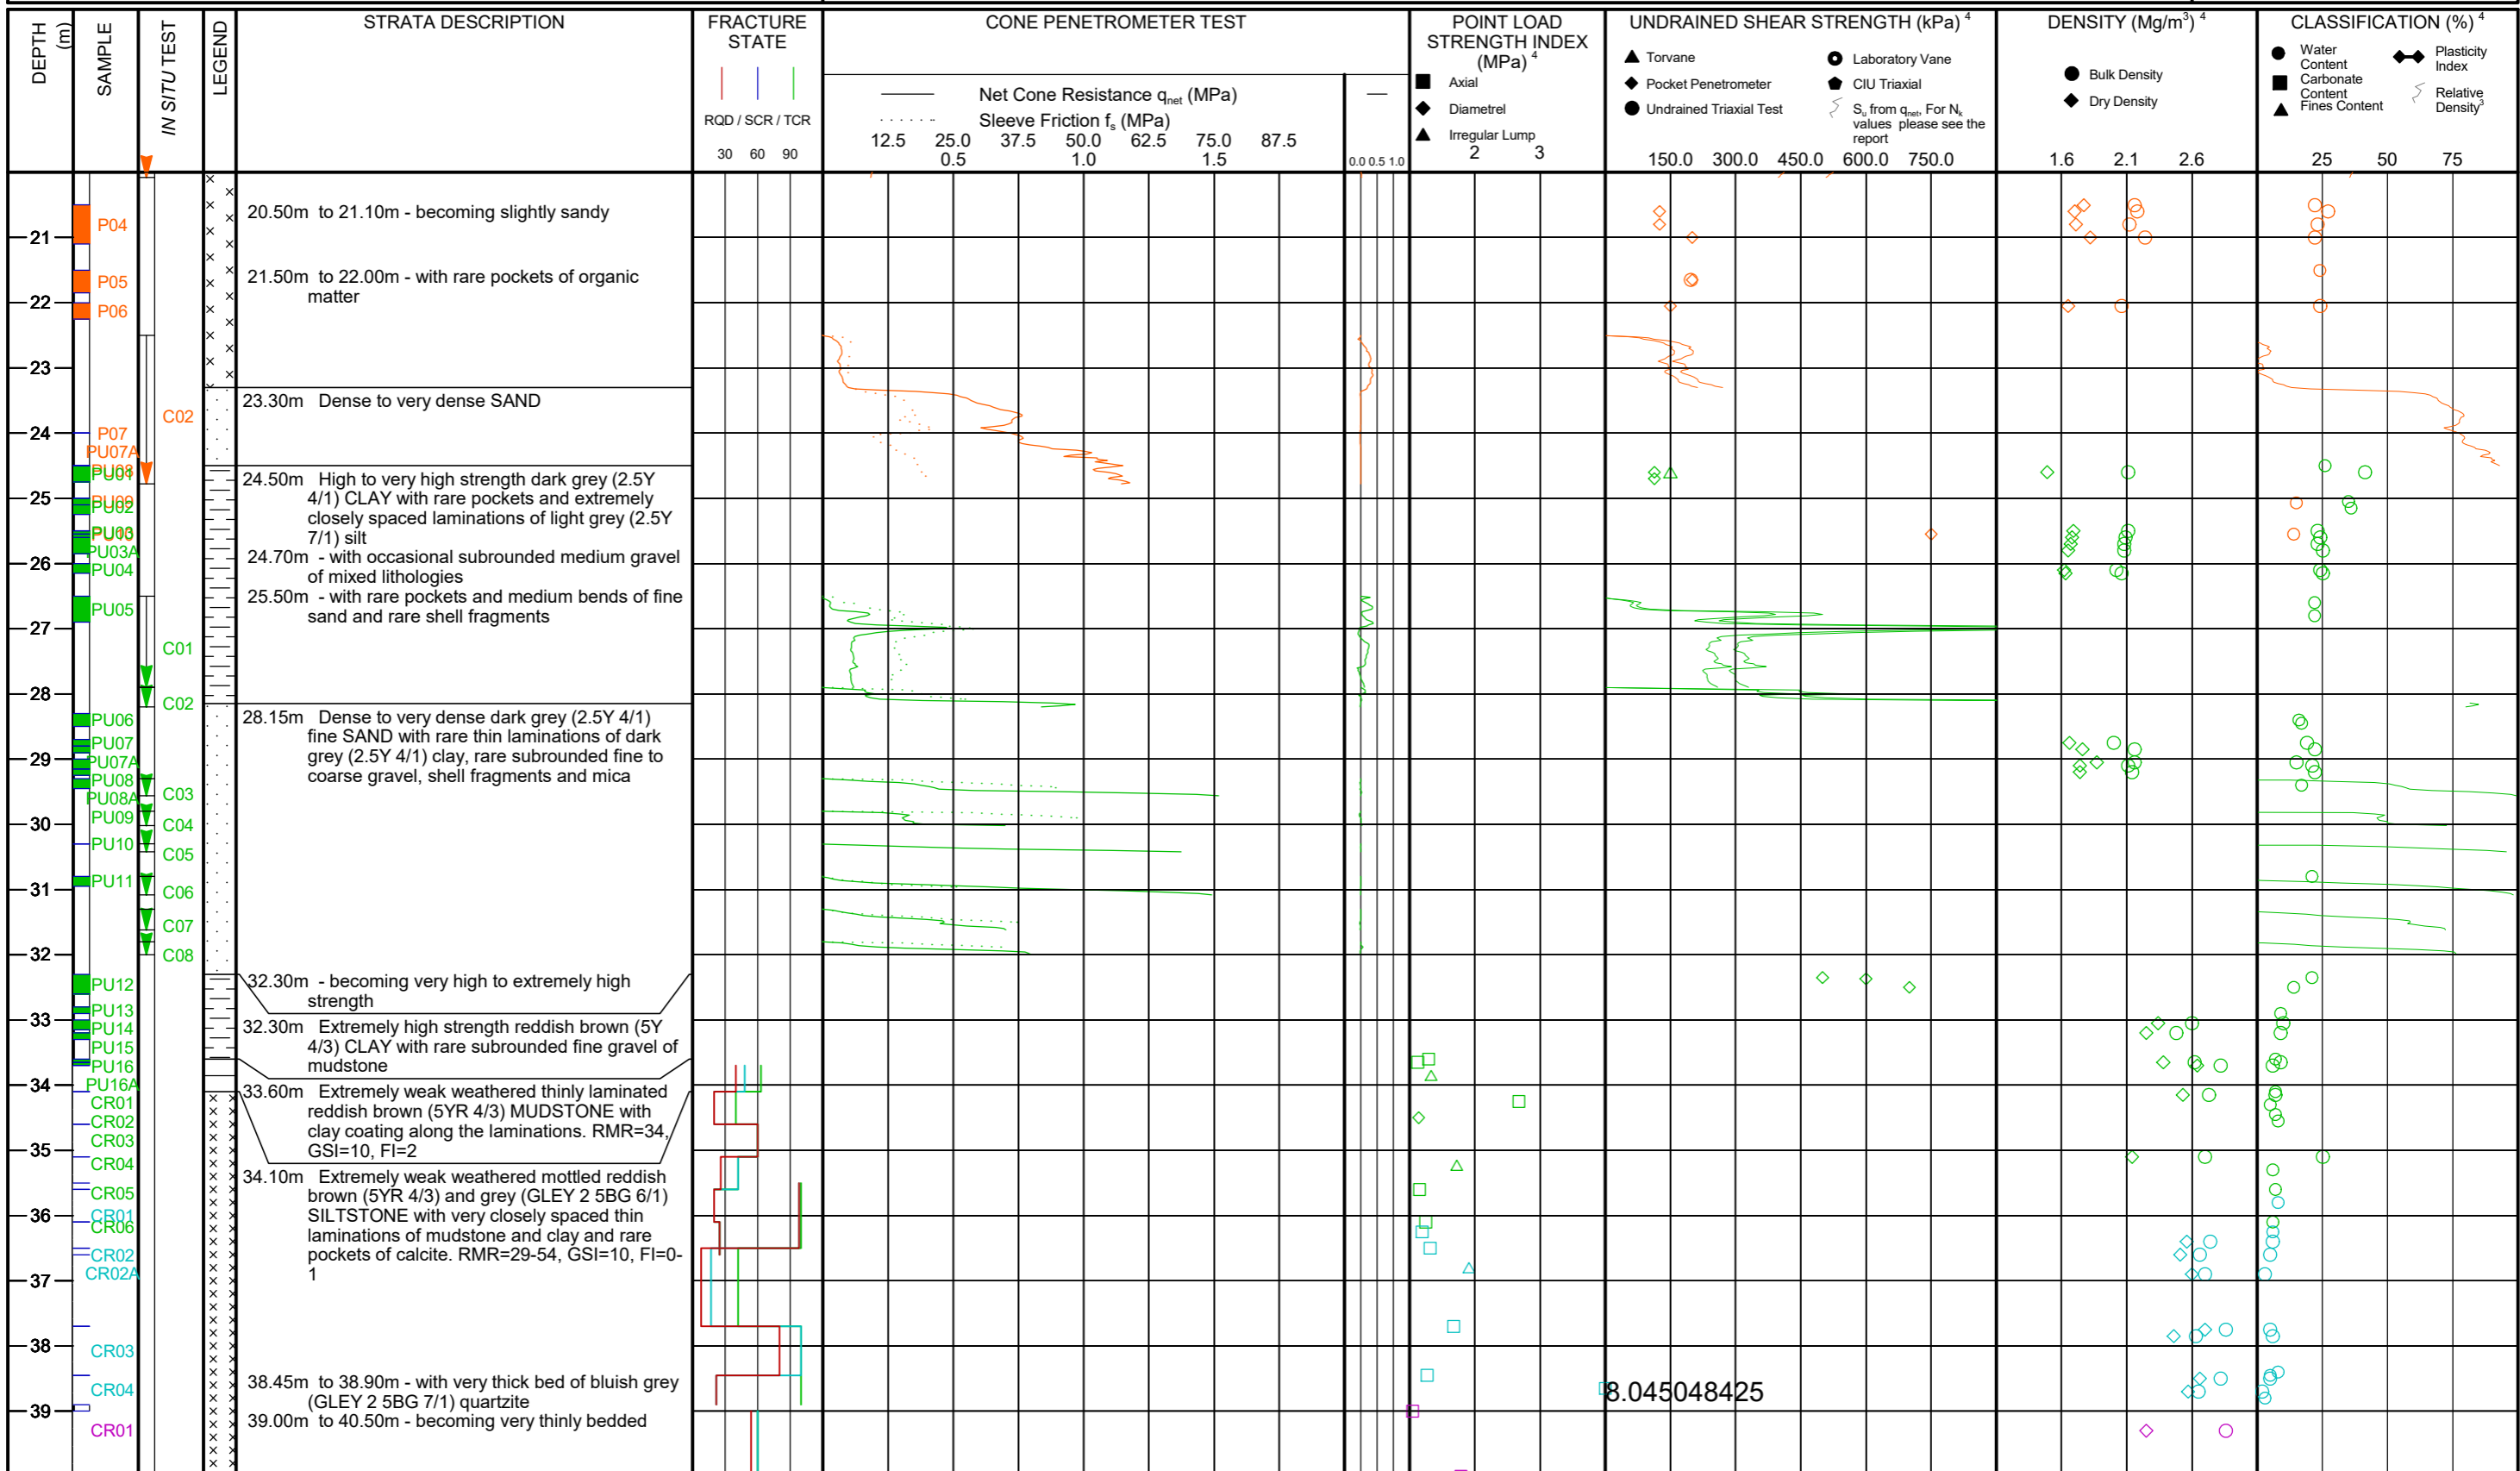 DEPTH
(m)
SAMPLE
IN SITU TEST
LEGEND
STRATA DESCRIPTION
FRACTURE
STATE
RQD / SCR / TCR
30 60 90
CONE PENETROMETER TEST
Net Cone Resistance qnet (MPa)
Sleeve Friction fs (MPa)
12.5 25.0 37.5 50.0 62.5 75.0 87.5
0.5 1.0 1.5
0.0 0.5 1.0
POINT LOAD
STRENGTH INDEX
(MPa) 4
Axial
Diametrel
Irregular Lump
2 3
UNDRAINED SHEAR STRENGTH (kPa) 4
Torvane
Pocket Penetrometer
Undrained Triaxial Test
Laboratory Vane
CIU Triaxial
Su from qnet, For Nk
values please see the
report
150.0 300.0 450.0 600.0 750.0
DENSITY (Mg/m3) 4
Bulk Density
Dry Density
1.6 2.1 2.6
CLASSIFICATION (%) 4
Water
Content
Carbonate
Content
Fines Content
Plasticity
Index
Relative
Density3
25 50 75
21
22
23
24
25
26
27
28
29
30
31
32
33
34
35
36
37
38
39
P04
P05
P06
P07
PU07A
PU08
PU01
PU09
PU02
PU03
PU03A
PU04
PU05
PU06
PU07
PU07A
PU08
PU08A
PU09
PU10
PU11
PU12
PU13
PU14
PU15
PU16
PU16A
CR01
CR02
CR03
CR04
CR05
CR01
CR06
CR02
CR02A
CR03
CR04
CR01
C02
C01
C02
C03
C04
C05
C06
C07
C08
20.50m to 21.10m - becoming slightly sandy
21.50m to 22.00m - with rare pockets of organic
matter
23.30m Dense to very dense SAND
24.50m High to very high strength dark grey (2.5Y
4/1) CLAY with rare pockets and extremely
closely spaced laminations of light grey (2.5Y
7/1) silt
24.70m - with occasional subrounded medium gravel
of mixed lithologies
25.50m - with rare pockets and medium bends of fine
sand and rare shell fragments
28.15m Dense to very dense dark grey (2.5Y 4/1)
fine SAND with rare thin laminations of dark
grey (2.5Y 4/1) clay, rare subrounded fine to
coarse gravel, shell fragments and mica
32.30m - becoming very high to extremely high
strength
32.30m Extremely high strength reddish brown (5Y
4/3) CLAY with rare subrounded fine gravel of
mudstone
33.60m Extremely weak weathered thinly laminated
reddish brown (5YR 4/3) MUDSTONE with
clay coating along the laminations. RMR=34,
GSI=10, FI=2
34.10m Extremely weak weathered mottled reddish
brown (5YR 4/3) and grey (GLEY 2 5BG 6/1)
SILTSTONE with very closely spaced thin
laminations of mudstone and clay and rare
pockets of calcite. RMR=29-54, GSI=10, FI=0-
1
38.45m to 38.90m - with very thick bed of bluish grey
(GLEY 2 5BG 7/1) quartzite
39.00m to 40.50m - becoming very thinly bedded
8.045048425